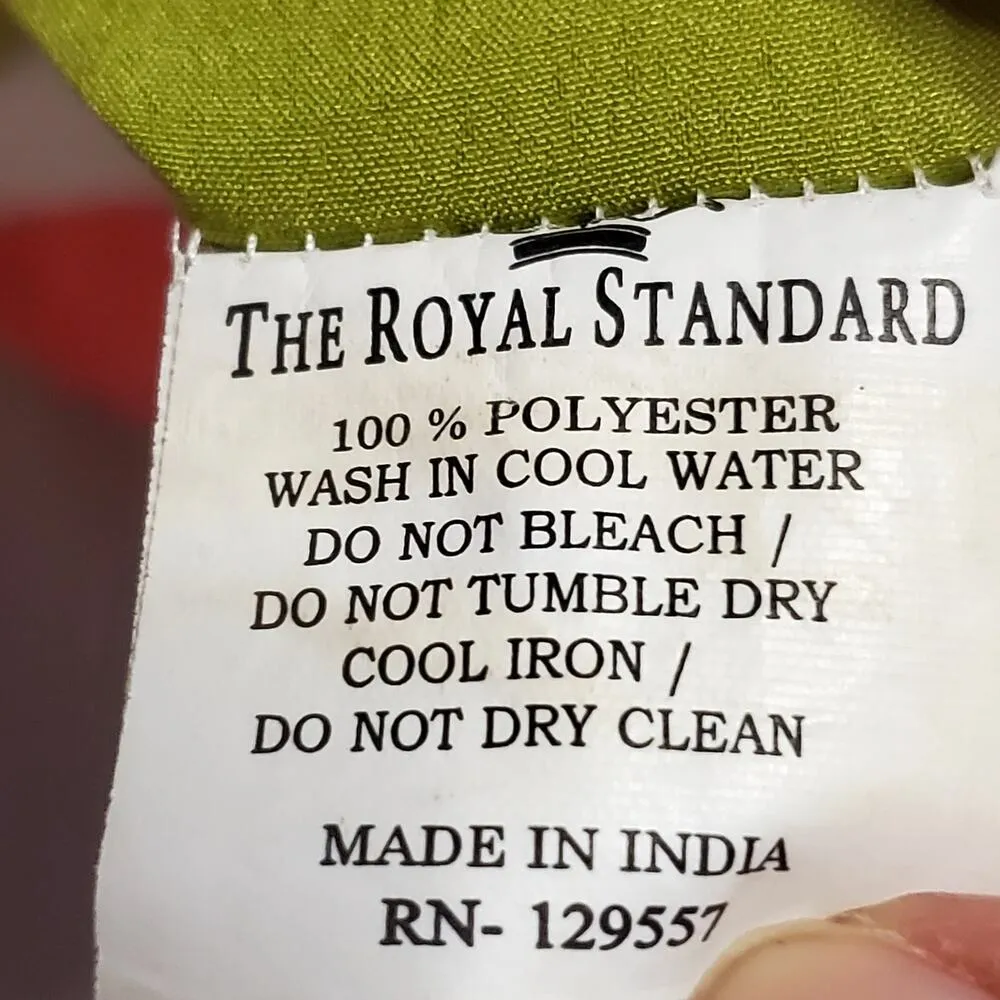 THE ROYAL STANDARD
100 % POLYESTER
WASH IN COOL WATER
DO NOT BLEACH /
DO NOT TUMBLE DRY
COOL IRON /
DO NOT DRY CLEAN
MADE IN INDIA
RN- 129557